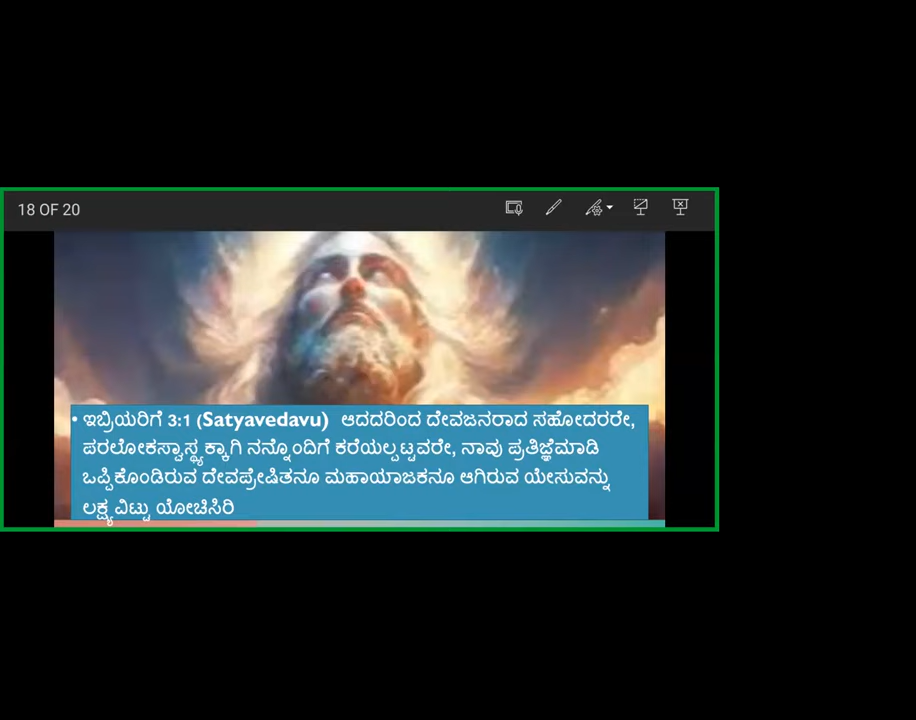 18 OF 20
• ಇಬ್ರಿಯರಿಗೆ 3:1 (Satyavedavu) ಆದದರಿಂದ ದೇವಜನರಾದ ಸಹೋದರರೇ,
ಪರಲೋಕಸ್ವಾಸ್ಥ್ಯಕ್ಕಾಗಿ ನನ್ನೊಂದಿಗೆ ಕರೆಯಲ್ಪಟ್ಟವರೇ, ನಾವು ಪ್ರತಿಜ್ಞೆಮಾಡಿ
ಒಪ್ಪಿಕೊಂಡಿರುವ ದೇವಪ್ರೇಷಿತನೂ ಮಹಾಯಾಜಕನೂ ಆಗಿರುವ ಯೇಸುವನ್ನು
ಲಕ್ಷ್ಯವಿಟ್ಟು ಯೋಚಿಸಿರಿ